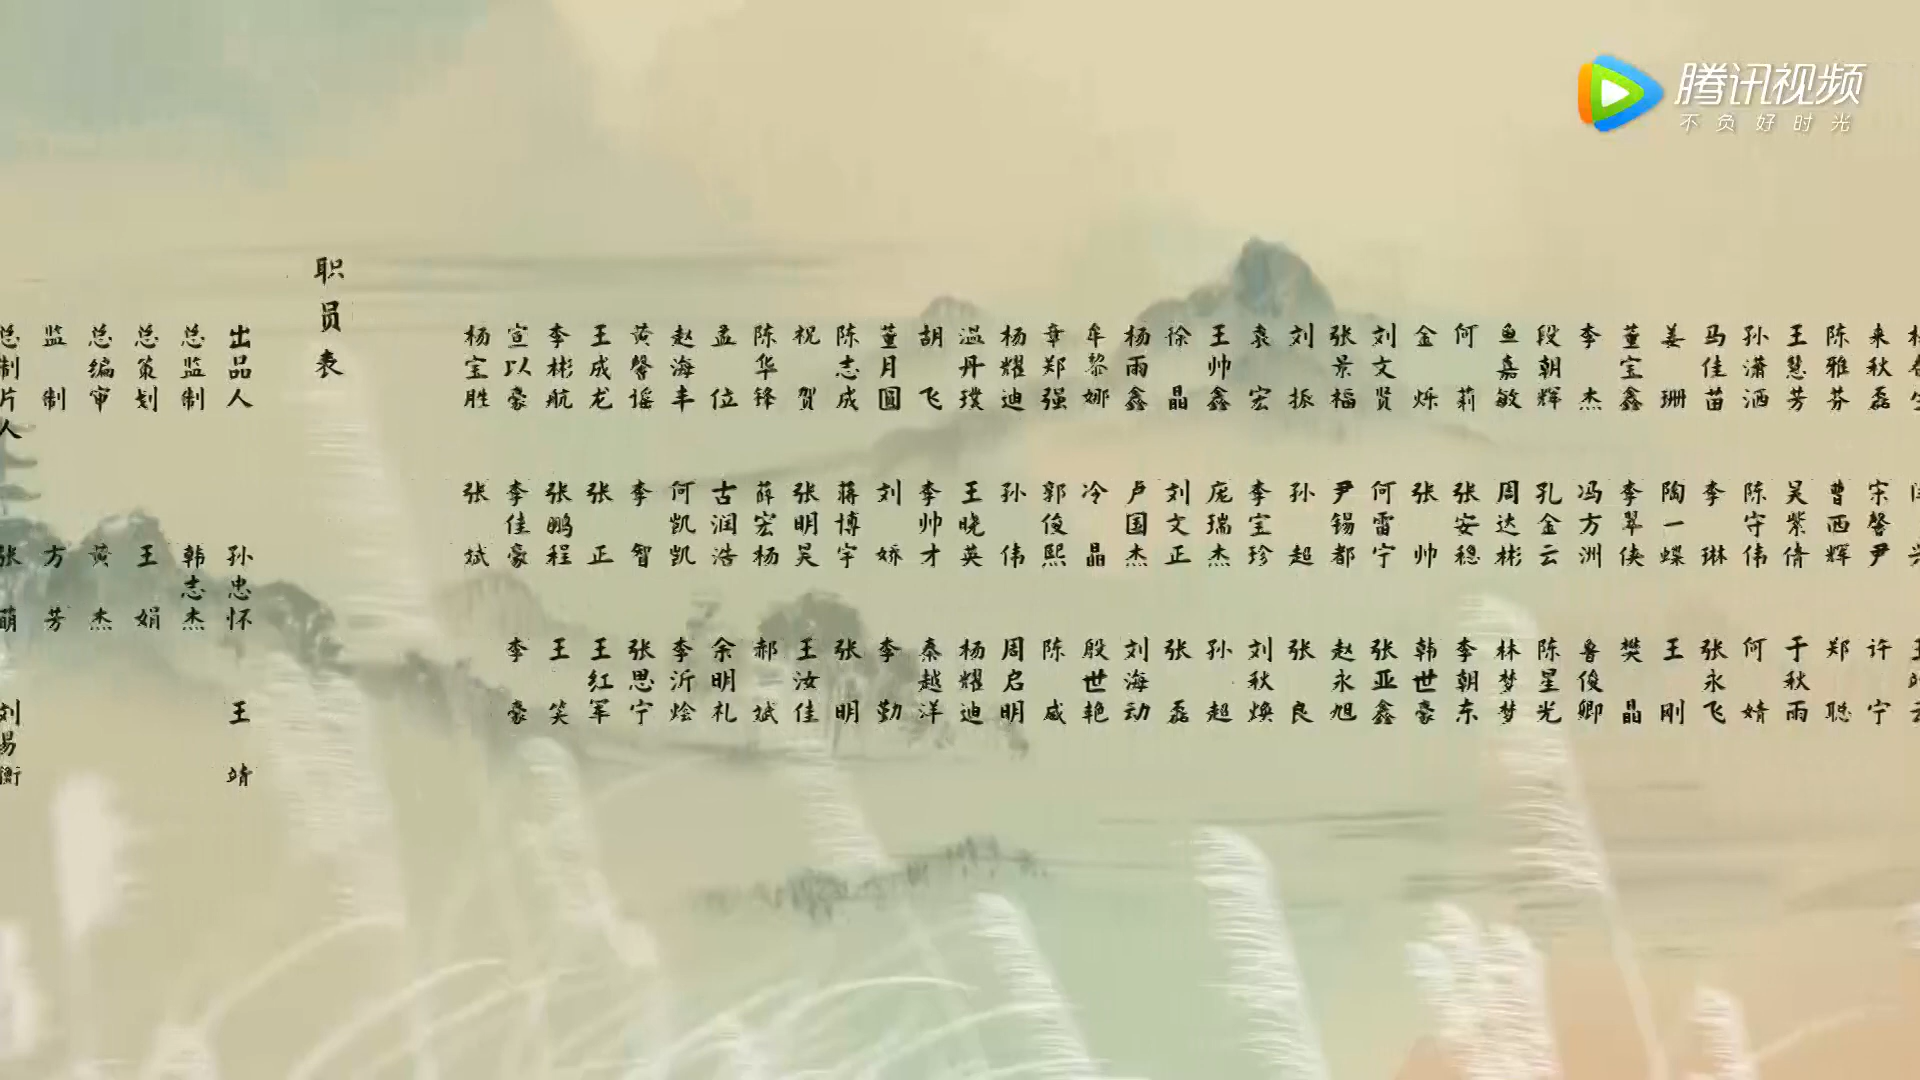 腾讯视频
不负好时光
来秋磊
陈雅芬
王慧芳
孙潇洒
马佳苗
姜珊
董宝鑫
李杰
段朝辉
鱼嘉敏
何莉
金烁
刘文贤
张景福
刘振
袁宏
王帅鑫
徐晶
杨雨鑫
牟黎娜
章郑强
杨耀迪
温丹璞
胡飞
董月圆
陈志成
祝贺
陈华锋
孟位
赵海丰
黄馨谣
王成龙
李彬航
宣以豪
杨宝胜
宋馨尹
曹西辉
吴紫倩
陈守伟
李琳
陶一蝶
李翠侠
冯方洲
孔金云
周达彬
张安稳
张帅
何雷宁
尹锡都
孙超
李宝珍
庞瑞杰
刘文正
卢国杰
冷晶
郭俊熙
孙伟
王晓英
李帅才
刘娇
蒋博宇
张明昊
薛宏杨
古润浩
何凯凯
李智
张正
张鹏程
李佳豪
张斌
许宁
郑聪
于秋雨
何婧
张永飞
王刚
樊晶
鲁俊卿
陈星光
林梦梦
李朝东
韩世豪
张亚鑫
赵永旭
张良
刘秋焕
孙超
张磊
刘海动
殷世艳
陈威
周启明
杨耀迪
秦越洋
李勤
张明
王汝佳
郝斌
余明礼
李沂烩
张思宁
王红军
王笑
李豪
职员表
出品人 孙忠怀 王靖
总监制 韩志杰
总策划 王娟
总编审 黄杰
监制 方芳
总制片人 张萌 刘易衡